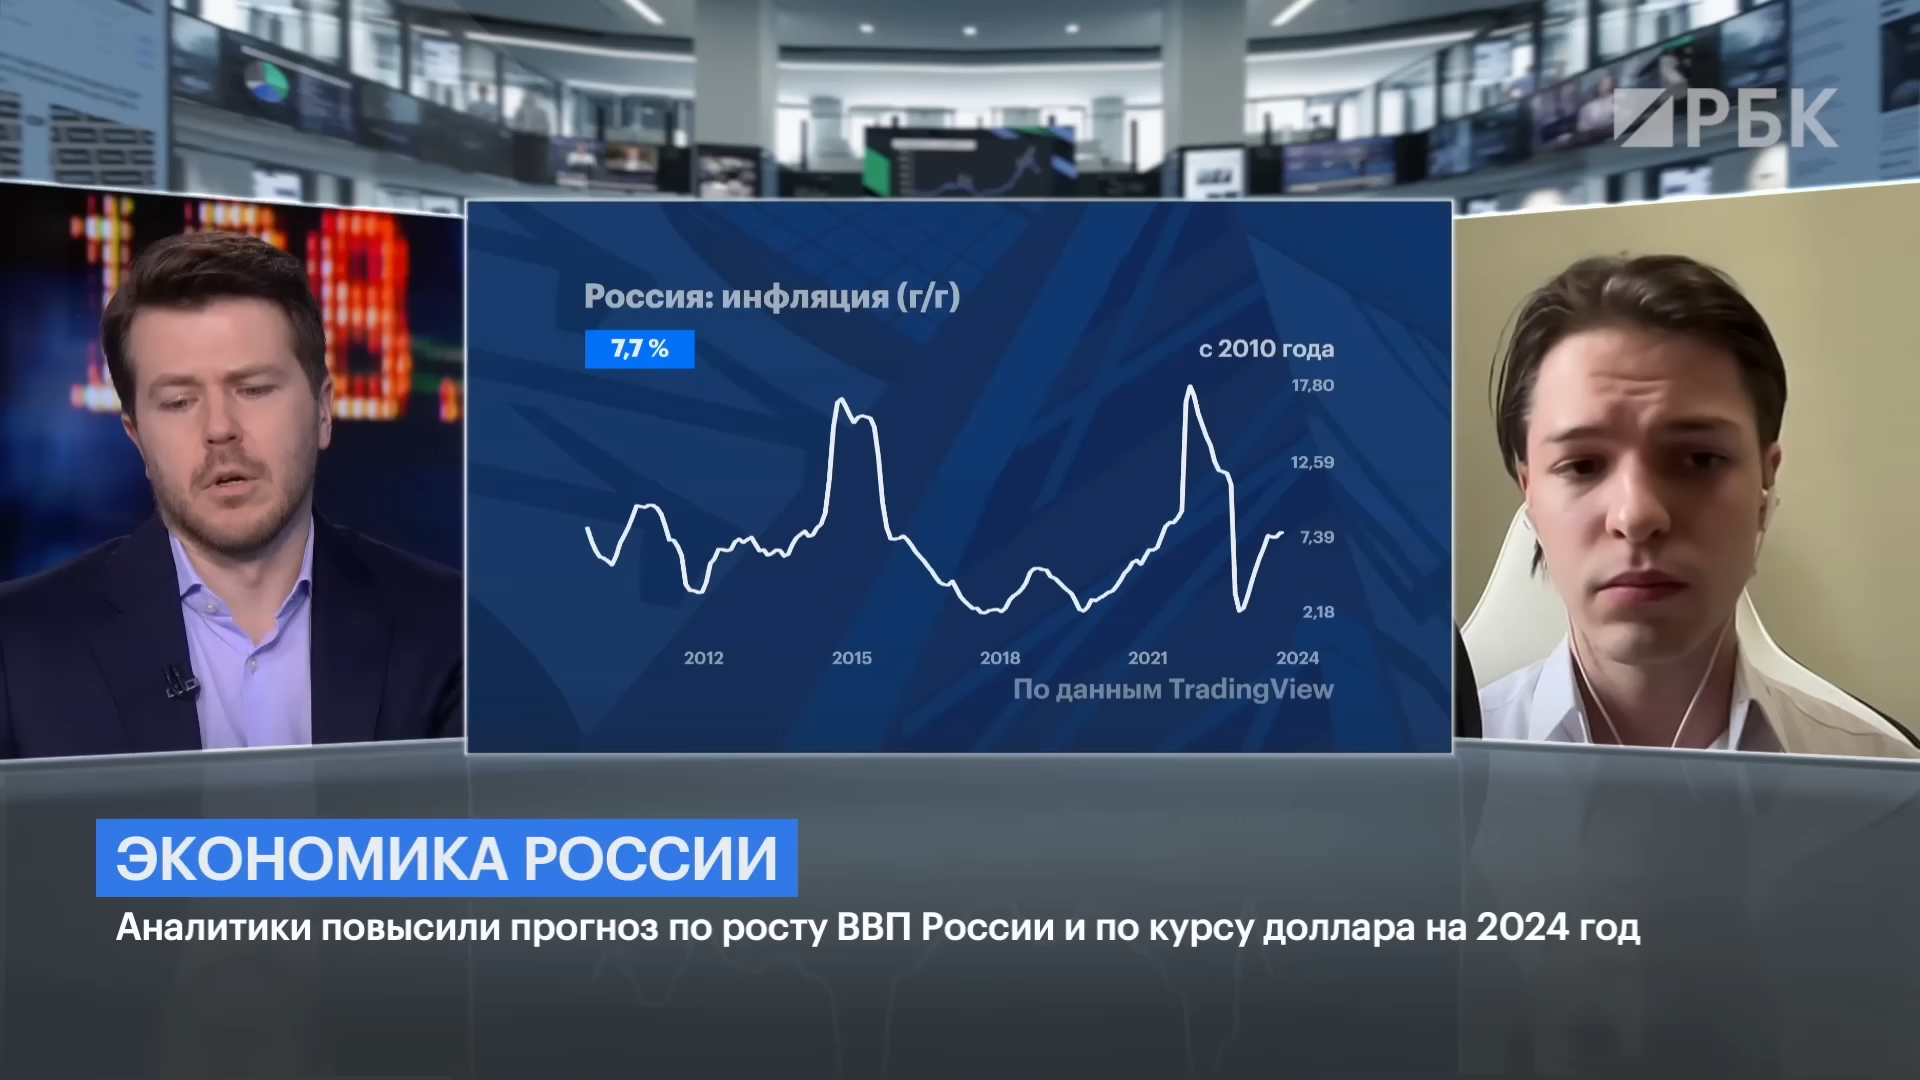 РБК
Россия: инфляция (г/г)
7,7 %
с 2010 года
17,80
12,59
7,39
2,18
2012 2015 2018 2021 2024
По данным TradingView
ЭКОНОМИКА РОССИИ
Аналитики повысили прогноз по росту ВВП России и по курсу доллара на 2024 год